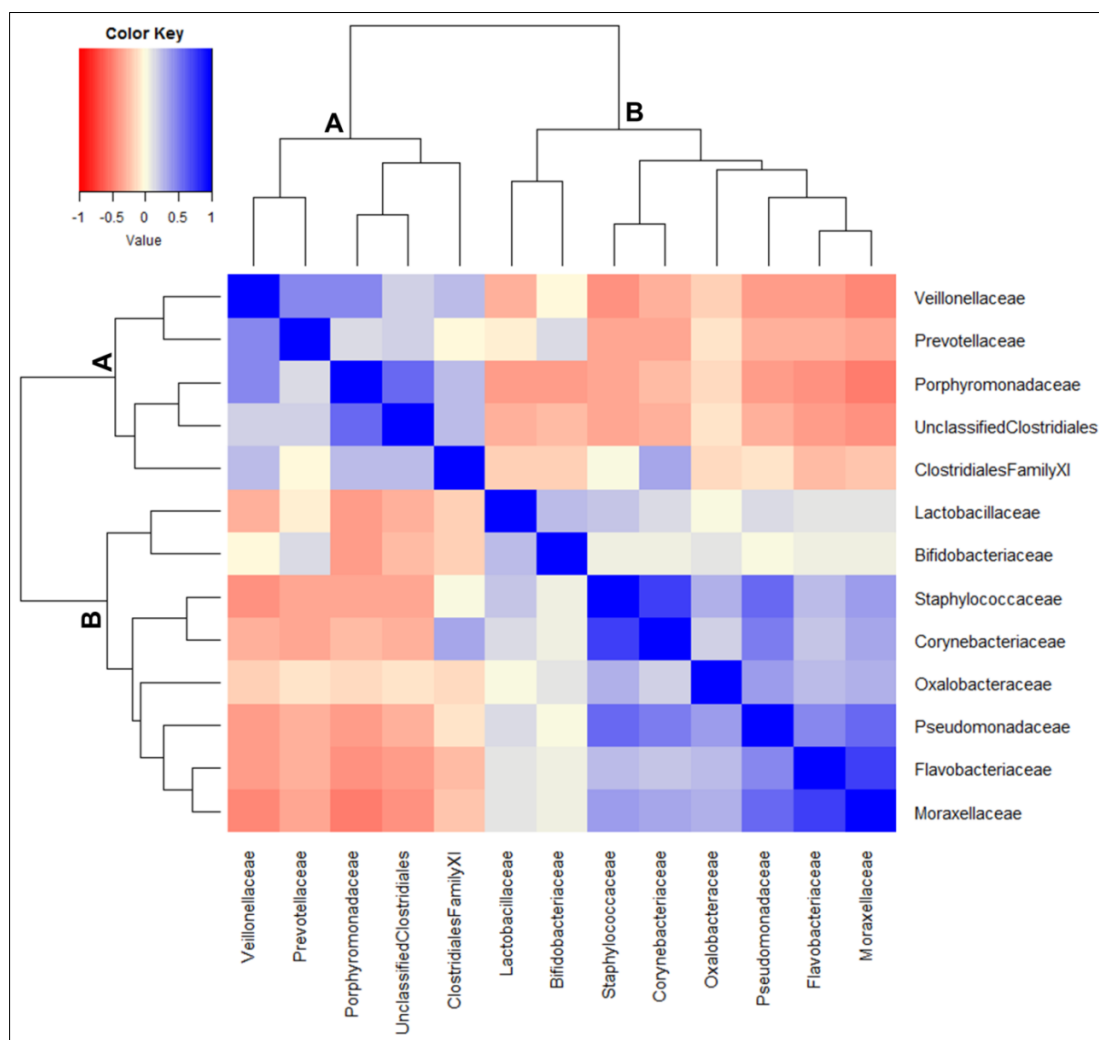 Color Key
-1 -0.5 0 0.5 1
Value
A
B
A
B
Veillonellaceae
Prevotellaceae
Porphyromonadaceae
UnclassifiedClostridiales
ClostridialesFamilyXI
Lactobacillaceae
Bifidobacteriaceae
Staphylococcaceae
Corynebacteriaceae
Oxalobacteraceae
Pseudomonadaceae
Flavobacteriaceae
Moraxellaceae
Veillonellaceae
Prevotellaceae
Porphyromonadaceae
UnclassifiedClostridiales
ClostridialesFamilyXI
Lactobacillaceae
Bifidobacteriaceae
Staphylococcaceae
Corynebacteriaceae
Oxalobacteraceae
Pseudomonadaceae
Flavobacteriaceae
Moraxellaceae